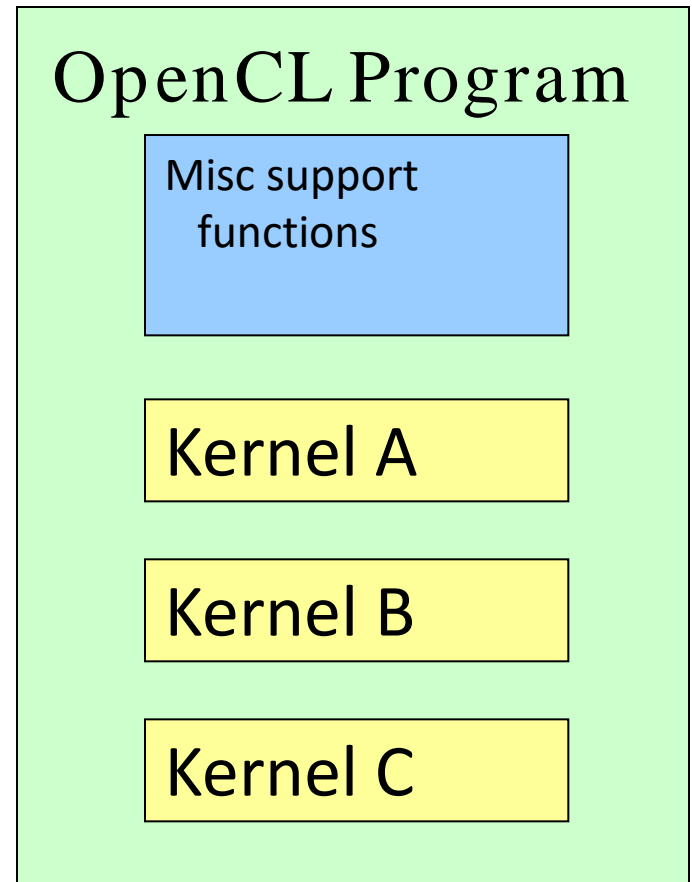 OpenCL Program
Misc support
functions
Kernel A
Kernel B
Kernel C